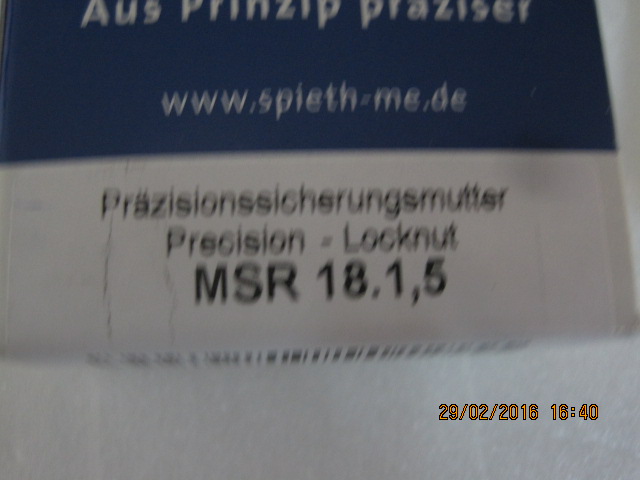 Aus Prinzip präziser
www.spieth-me.de
Präzisionssicherungsmutter
Precision - Locknut
MSR 18.1,5
29/02/2016 16:40